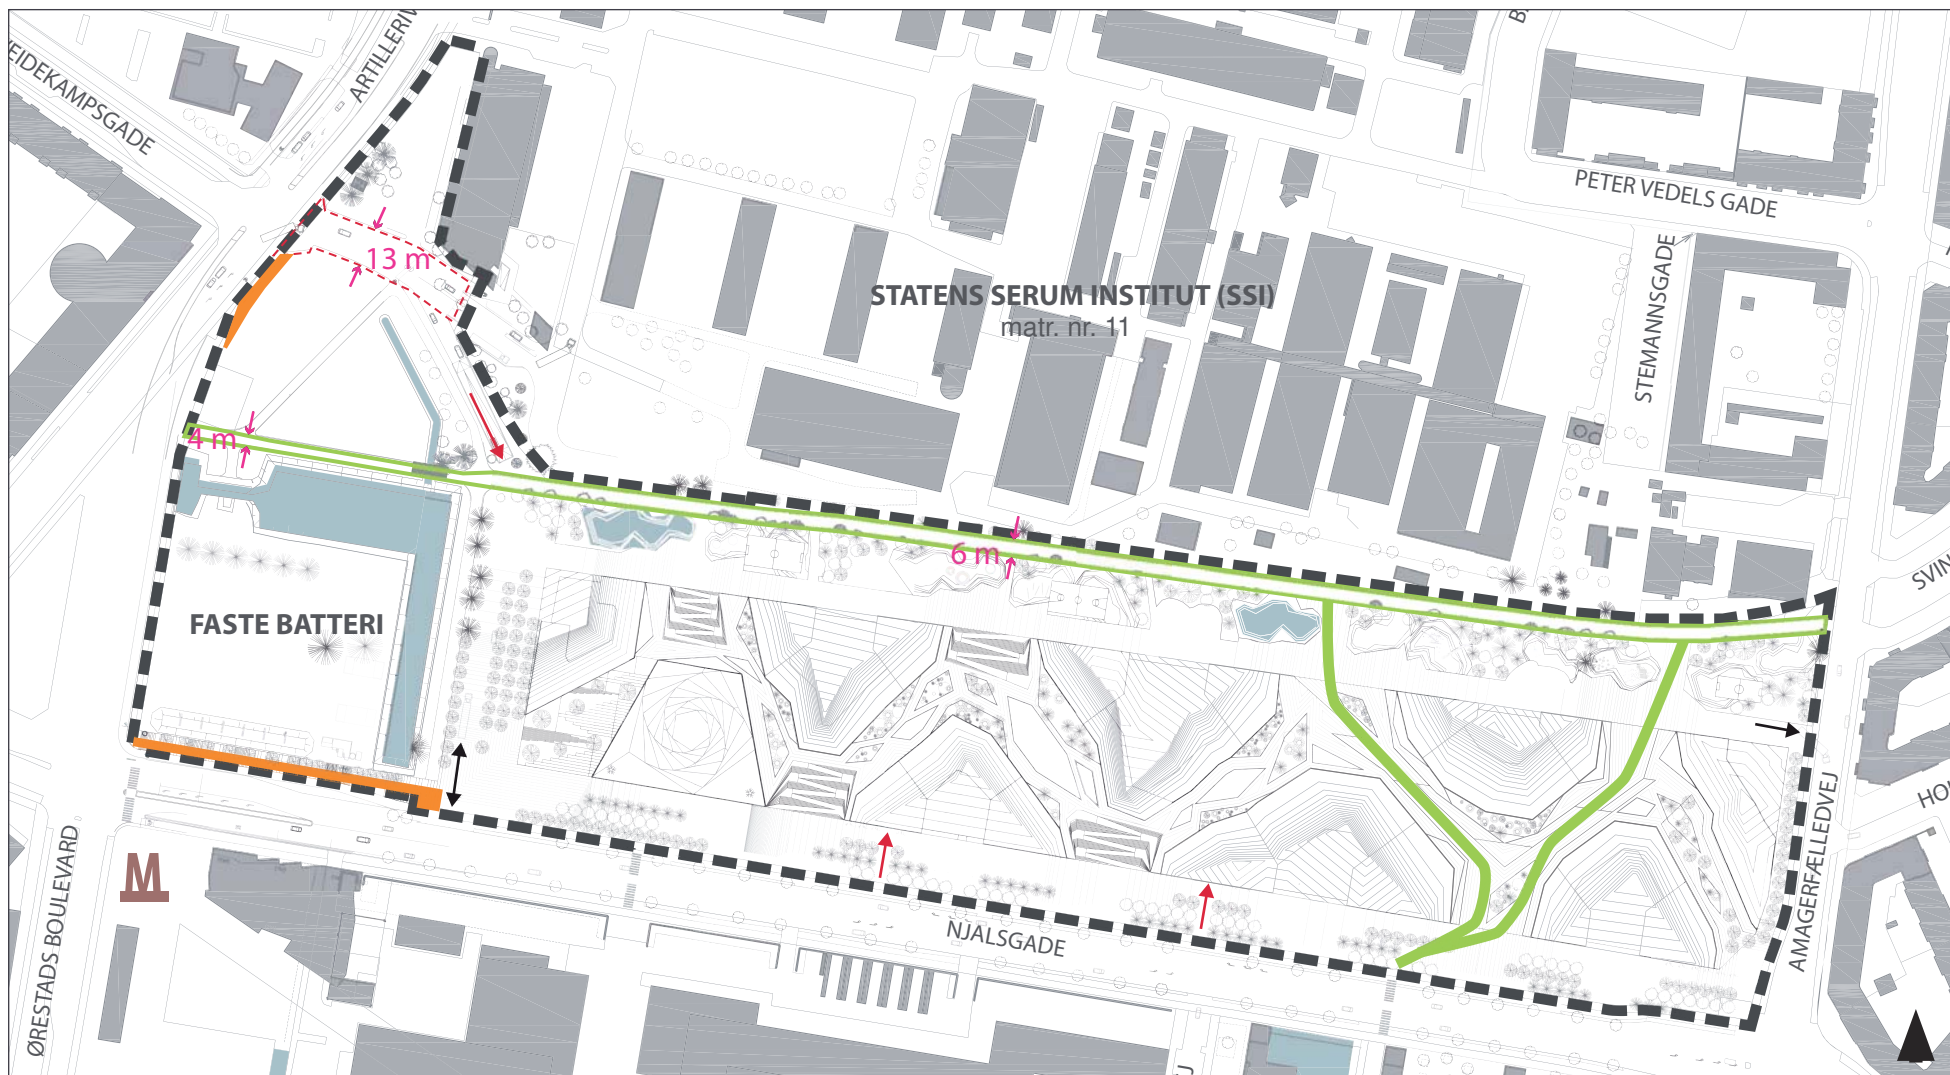 ARTILLERIV
EIDEKAMPSGADE
B
PETER VEDELS GADE
13 m
STATENS SERUM INSTITUT (SSI)
matr. nr. 11
STEMANNSGADE
4 m
6 m
SVIN
FASTE BATTERI
HO
M
ØRESTADS BOULEVARD
NJALSGADE
AMAGERFÆLLEDVEJ